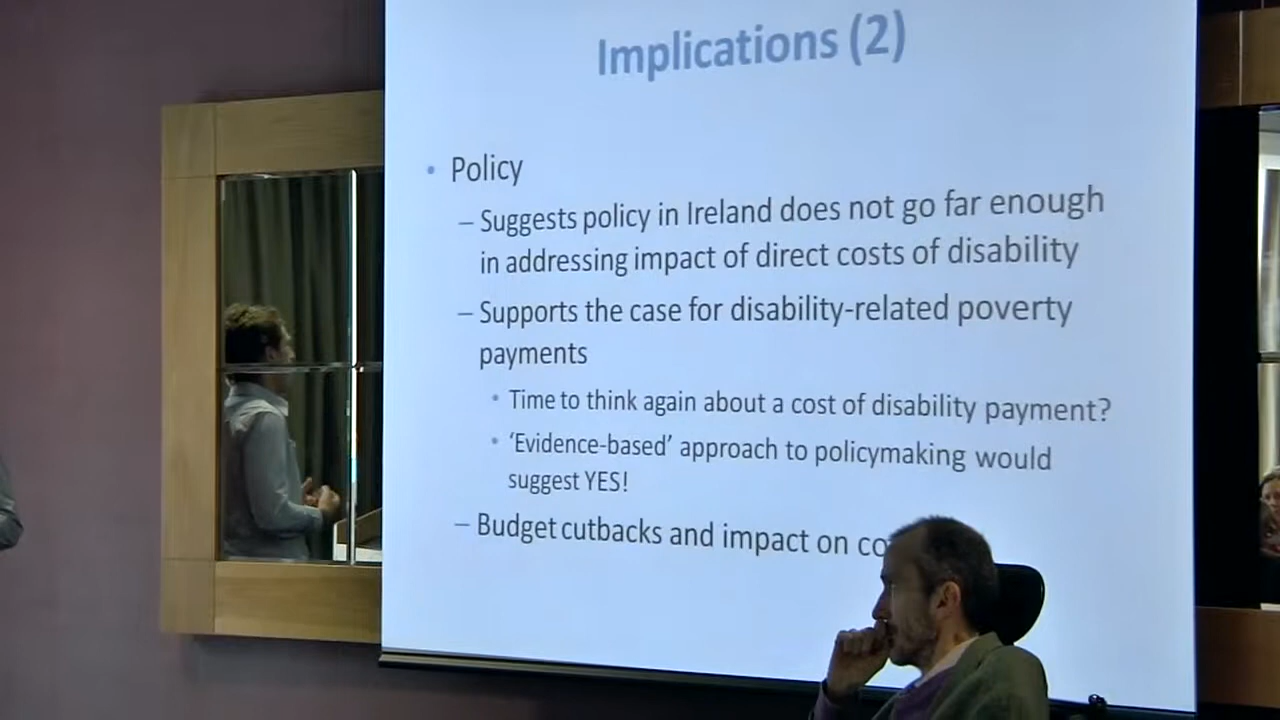 Implications (2)
• Policy
– Suggests policy in Ireland does not go far enough
in addressing impact of direct costs of disability
– Supports the case for disability-related poverty
payments
• Time to think again about a cost of disability payment?
• ‘Evidence-based’ approach to policymaking would
suggest YES!
– Budget cutbacks and impact on